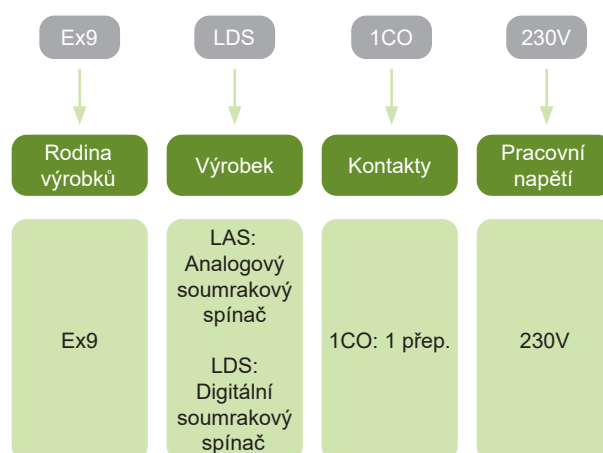 Ex9
LDS
1CO
230V
Rodina
výrobků
Výrobek
Kontakty
Pracovní
napětí
Ex9
LAS:
Analogový
soumrakový
spínač
LDS:
Digitální
soumrakový
spínač
1CO: 1 přep.
230V